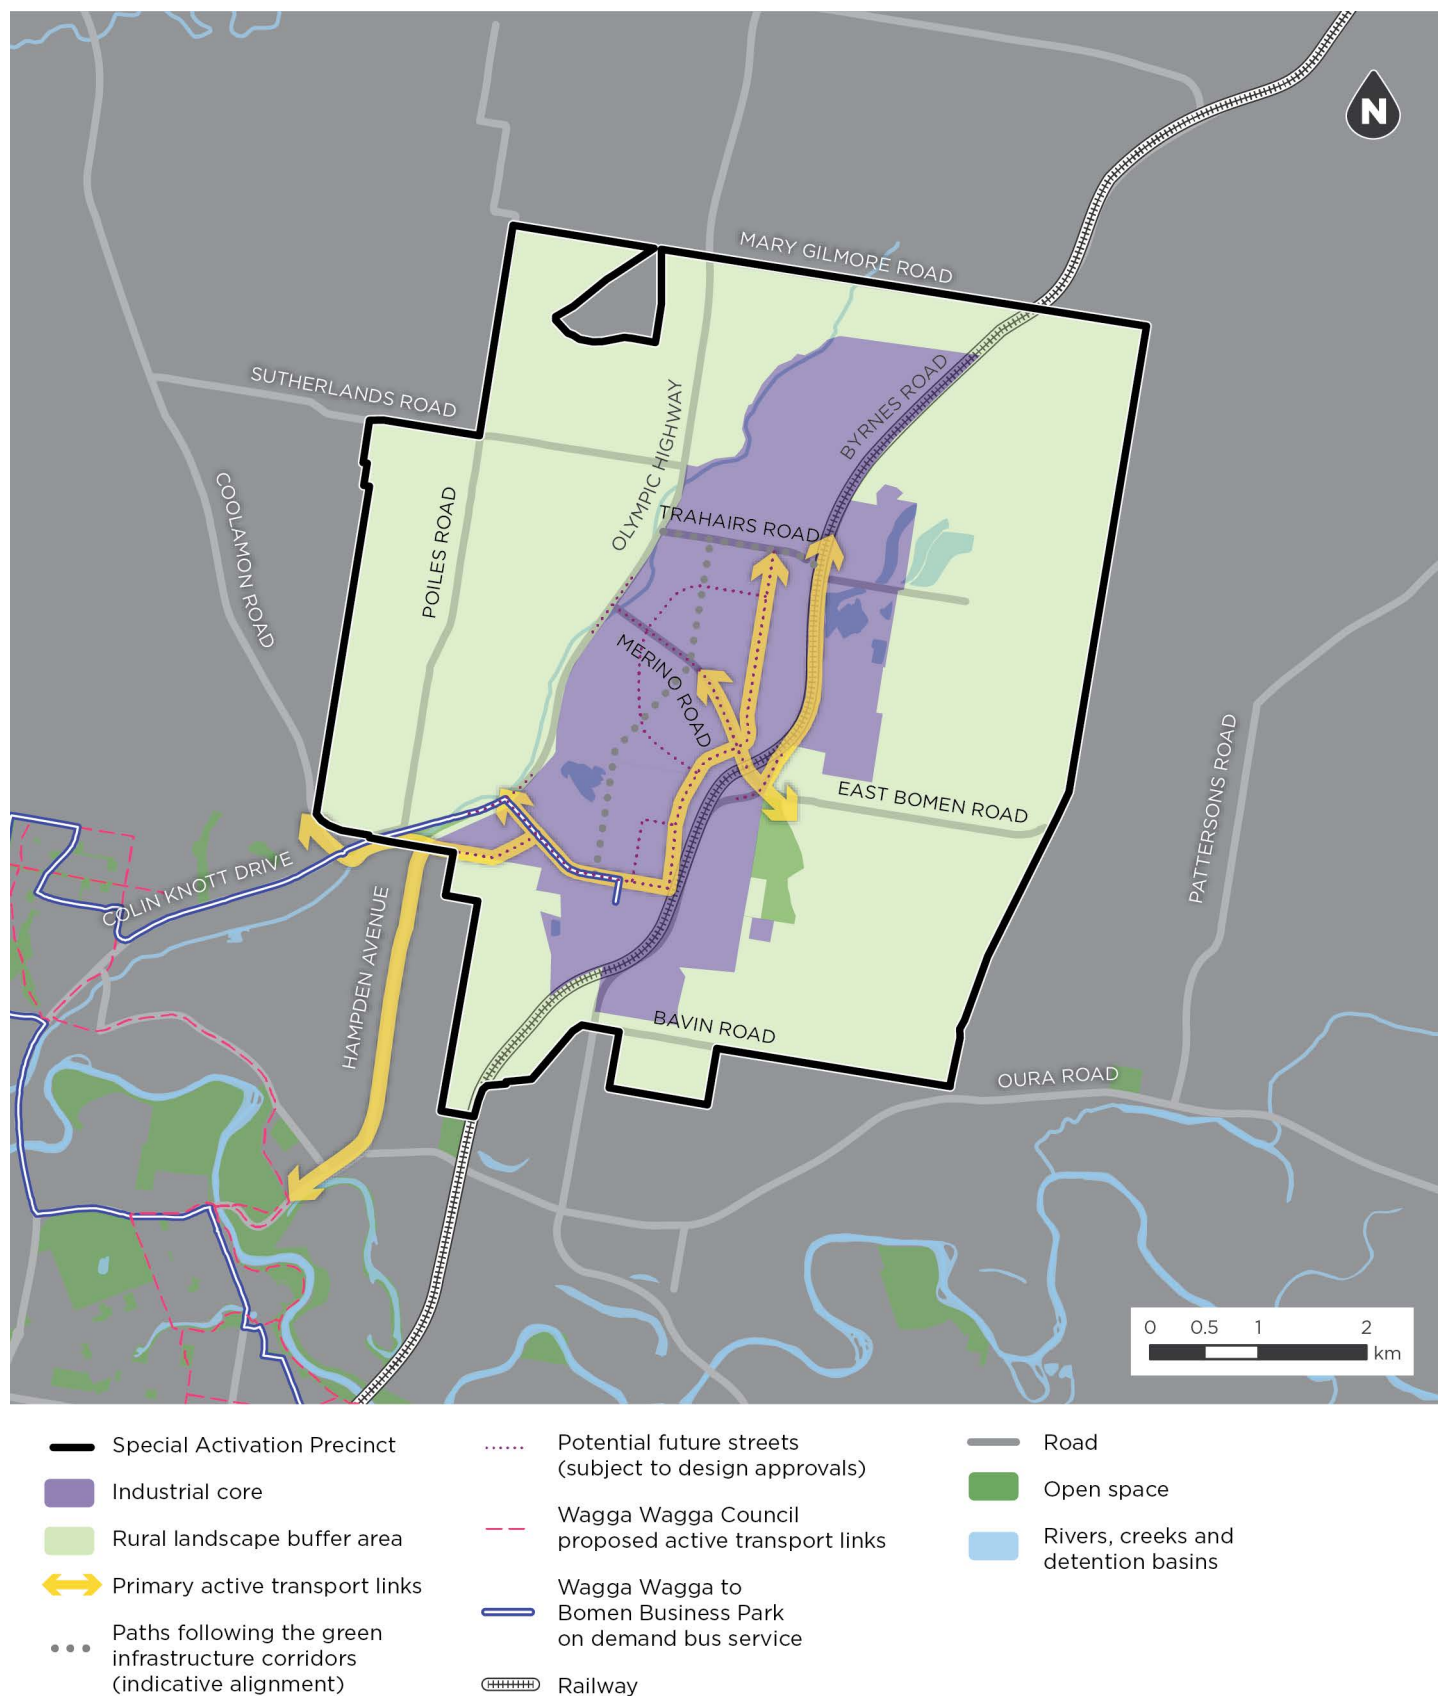 N
MARY GILMORE ROAD
SUTHERLANDS ROAD
BYRNES ROAD
OLYMPIC HIGHWAY
COOLAMON ROAD
POILES ROAD
TRAHAIRS ROAD
MERINO ROAD
EAST BOMEN ROAD
PATTERSONS ROAD
COLIN KNOTT DRIVE
HAMPDEN AVENUE
BAVIN ROAD
OURA ROAD
0 0.5 1 2
km
Special Activation Precinct
Industrial core
Rural landscape buffer area
Primary active transport links
Paths following the green
infrastructure corridors
(indicative alignment)
Potential future streets
(subject to design approvals)
Wagga Wagga Council
proposed active transport links
Wagga Wagga to
Bomen Business Park
on demand bus service
Railway
Road
Open space
Rivers, creeks and
detention basins